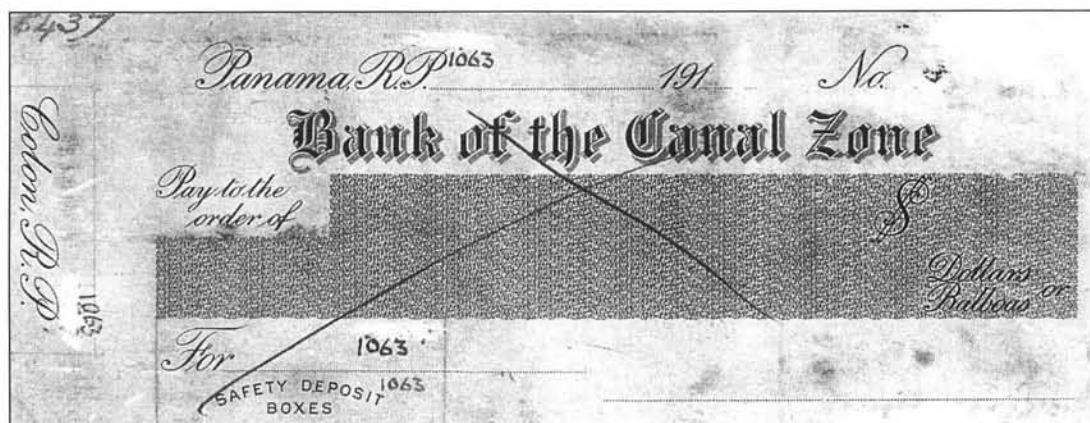 5437
Panama, R.P. 1063 191 No.
Bank of the Canal Zone
Pay to the
order of
$
Dollars or
Balboas
For 1063
SAFETY DEPOSIT 1063
BOXES
Colon R.P.
1063